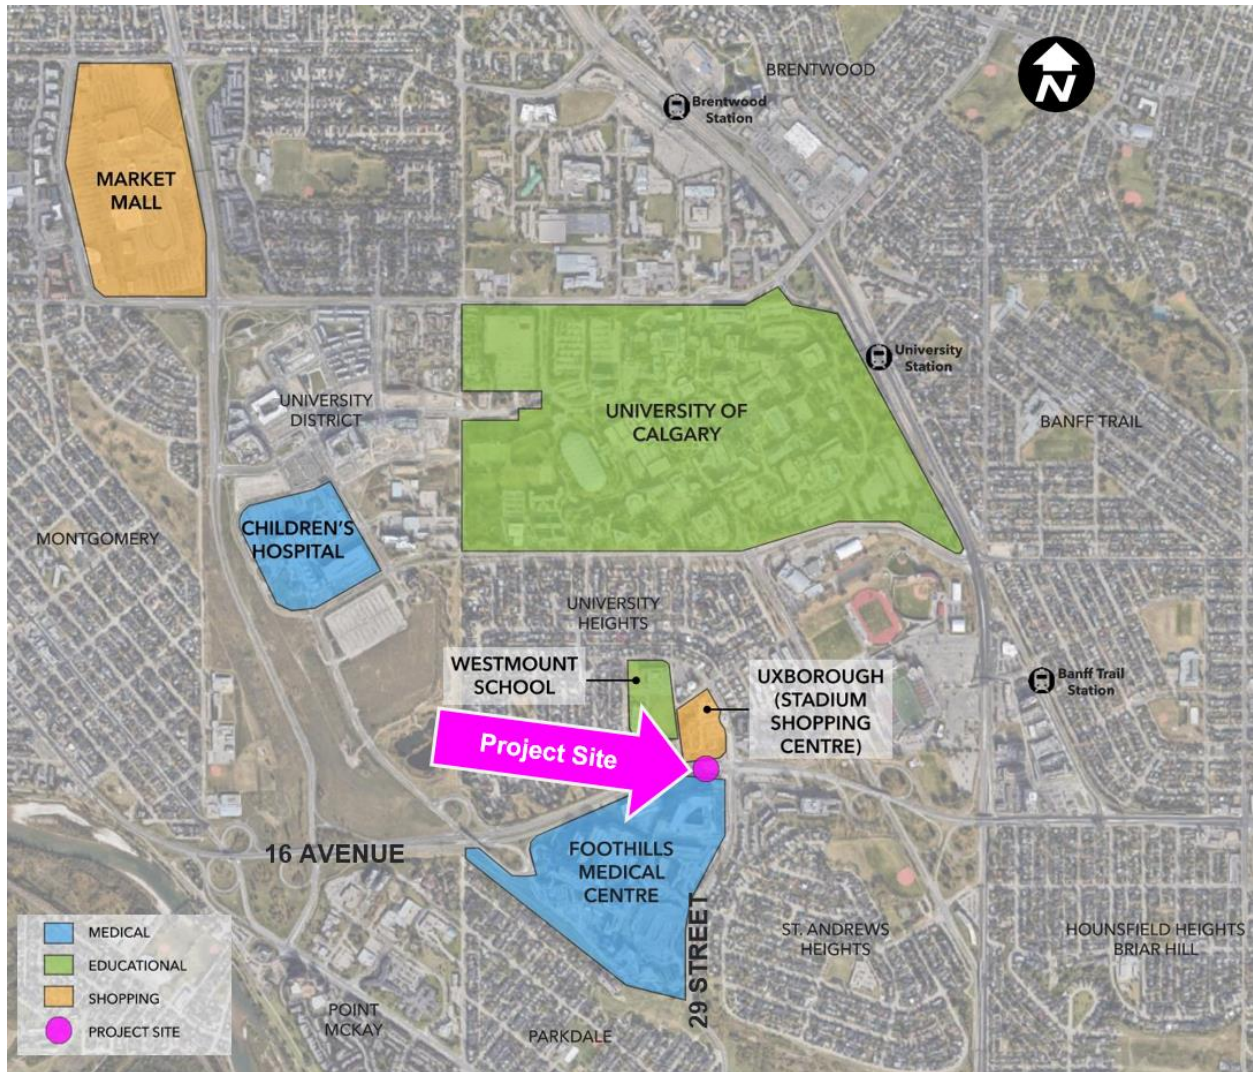 BRENTWOOD
N
Brentwood
Station
MARKET
MALL
University
Station
UNIVERSITY
DISTRICT
UNIVERSITY OF
CALGARY
BANFF TRAIL
MONTGOMERY
CHILDREN'S
HOSPITAL
UNIVERSITY
HEIGHTS
WESTMOUNT
SCHOOL
UXBOROUGH
(STADIUM
SHOPPING
CENTRE)
Banff Trail
Station
Project Site
16 AVENUE
FOOTHILLS
MEDICAL
CENTRE
29 STREET
ST. ANDREWS
HEIGHTS
HOUNSFIELD HEIGHTS
BRIAR HILL
POINT
MCKAY
PARKDALE
MEDICAL
EDUCATIONAL
SHOPPING
PROJECT SITE